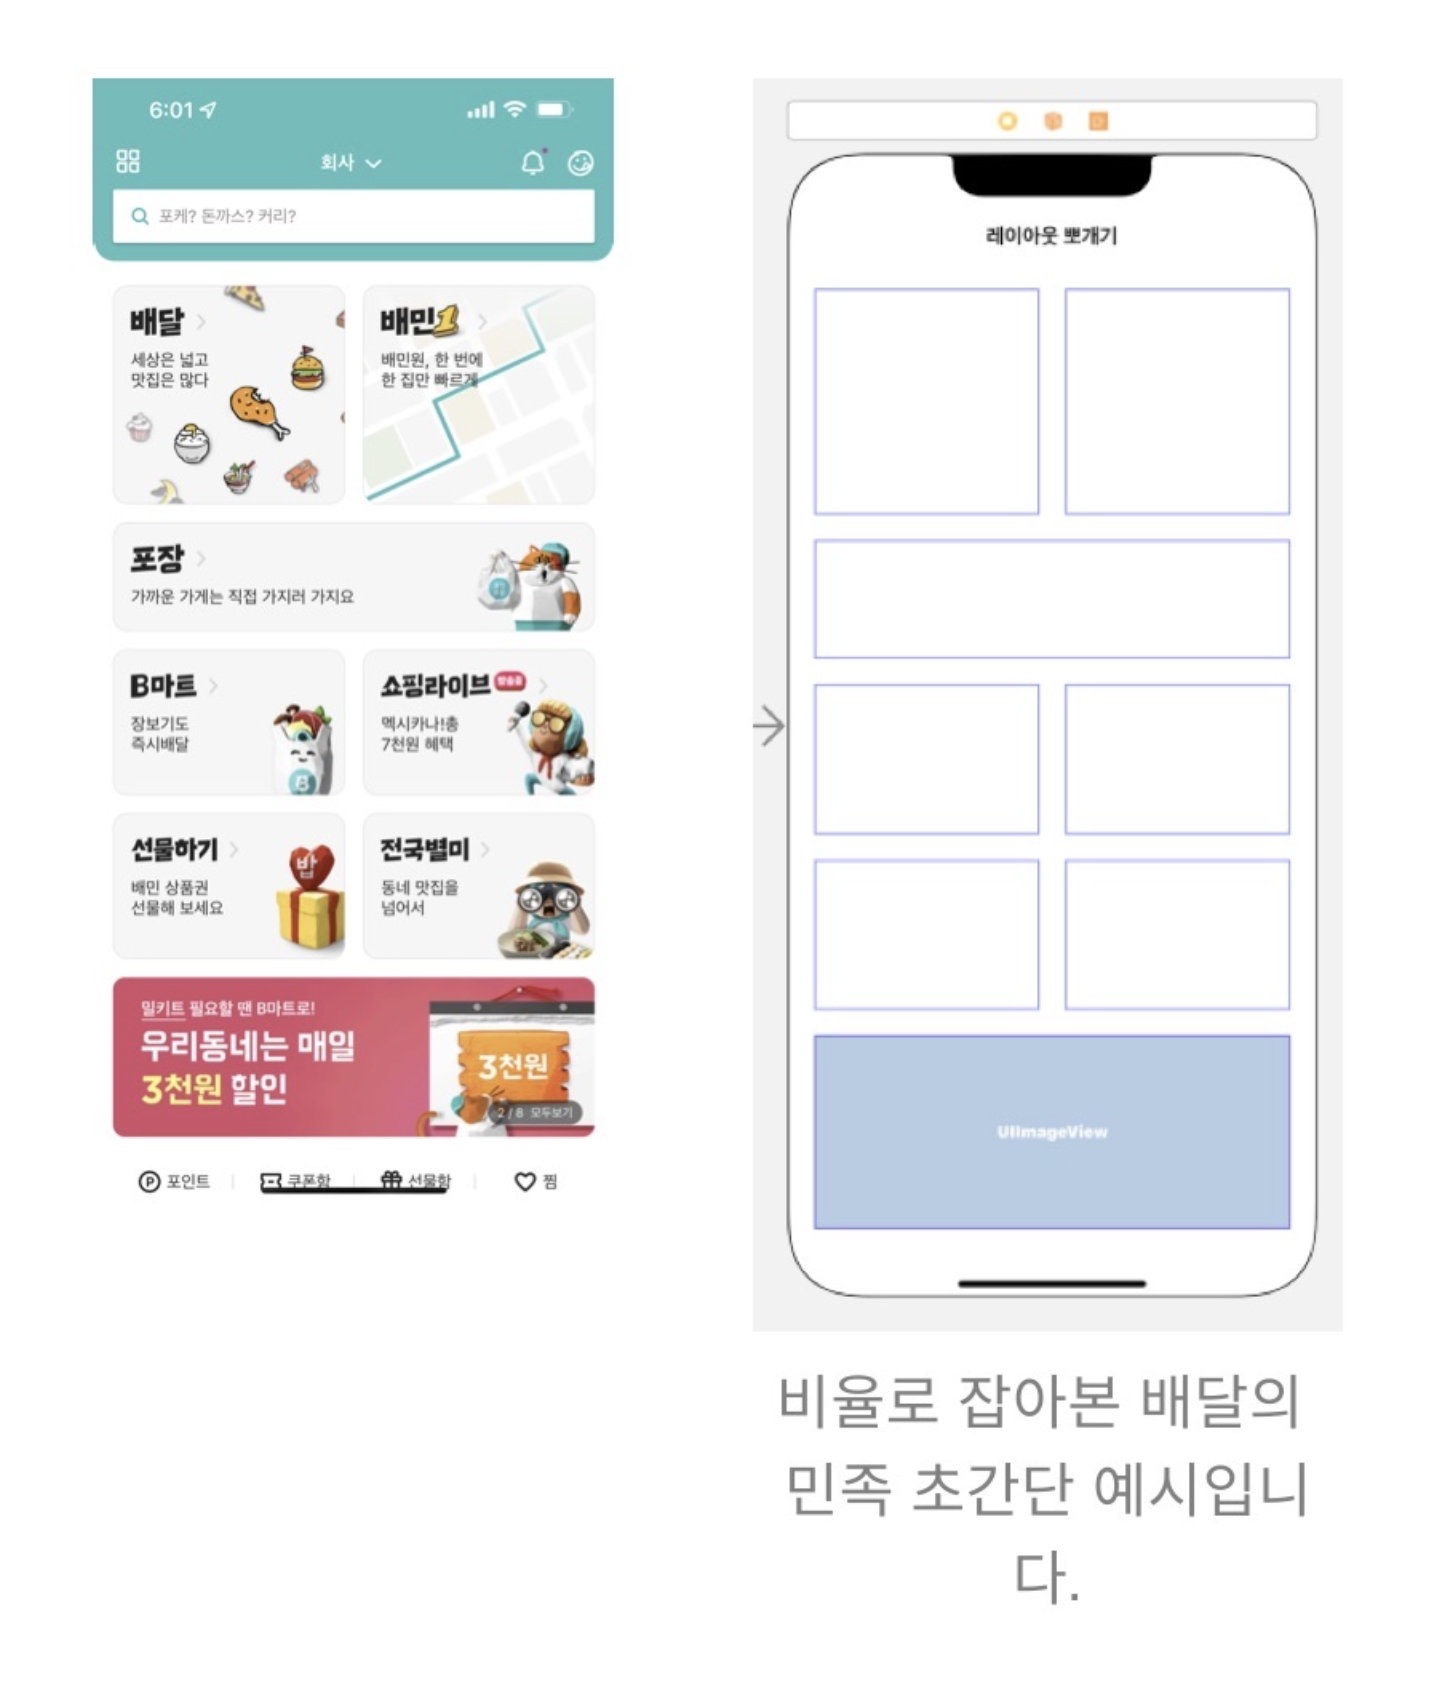 6:01
회사
포케? 돈까스? 커리?
배달
세상은 넓고
맛집은 많다
배민1
배민원, 한 번에
한 집만 빠르게
포장
가까운 가게는 직접 가지러 가지요
B마트
장보기도
즉시배달
B
쇼핑라이브 방송중
멕시카나!총
7천원 혜택
선물하기
배민 상품권
선물해 보세요
밥
전국별미
동네 맛집을
넘어서
밀키트 필요할 땐 B마트로!
우리동네는 매일
3천원 할인
3천원
2 / 8 모두보기
P 포인트
쿠폰함
선물함
찜
레이아웃 뽀개기
UIImageView
비율로 잡아본 배달의
민족 초간단 예시입니
다.